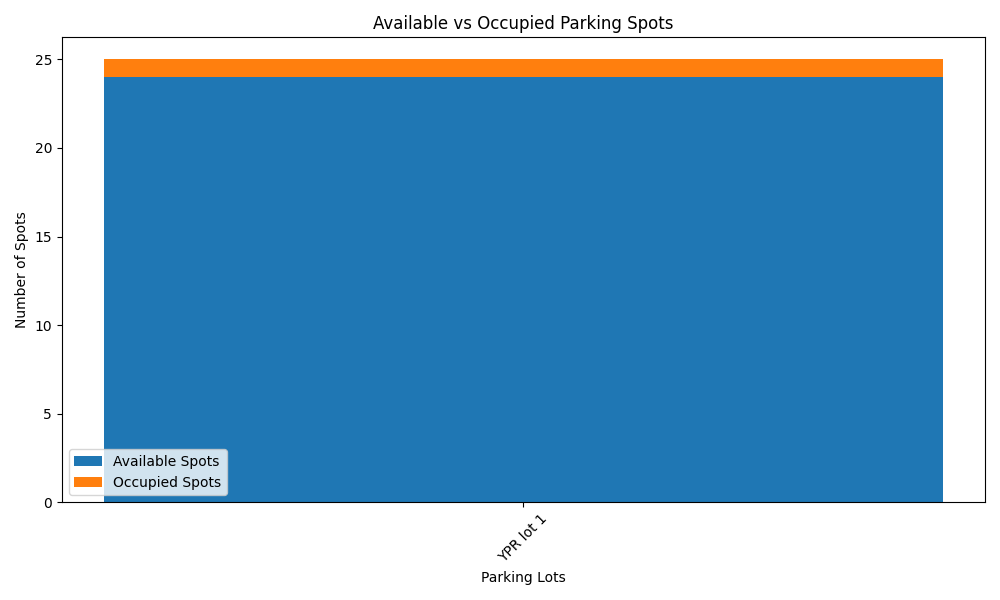 Available vs Occupied Parking Spots
25
20
15
10
5
0
Number of Spots
Available Spots
Occupied Spots
YPR lot 1
Parking Lots